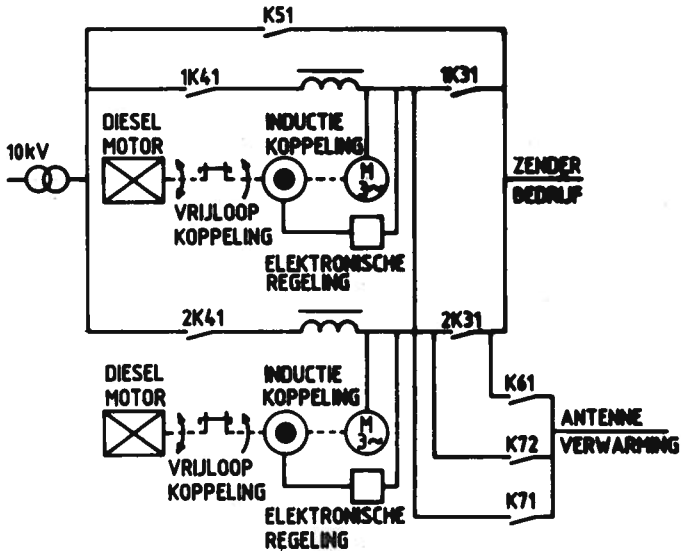 K51
1K41
1K31
10kV
DIESEL
MOTOR
INDUCTIE
KOPPELING
M
3~
ZENDER
BEDRIJF
VRIJLOOP
KOPPELING
ELEKTRONISCHE
REGELING
2K41
2K31
DIESEL
MOTOR
INDUCTIE
KOPPELING
M
3~
K61
ANTENNE
VERWARMING
K72
VRIJLOOP
KOPPELING
K71
ELEKTRONISCHE
REGELING